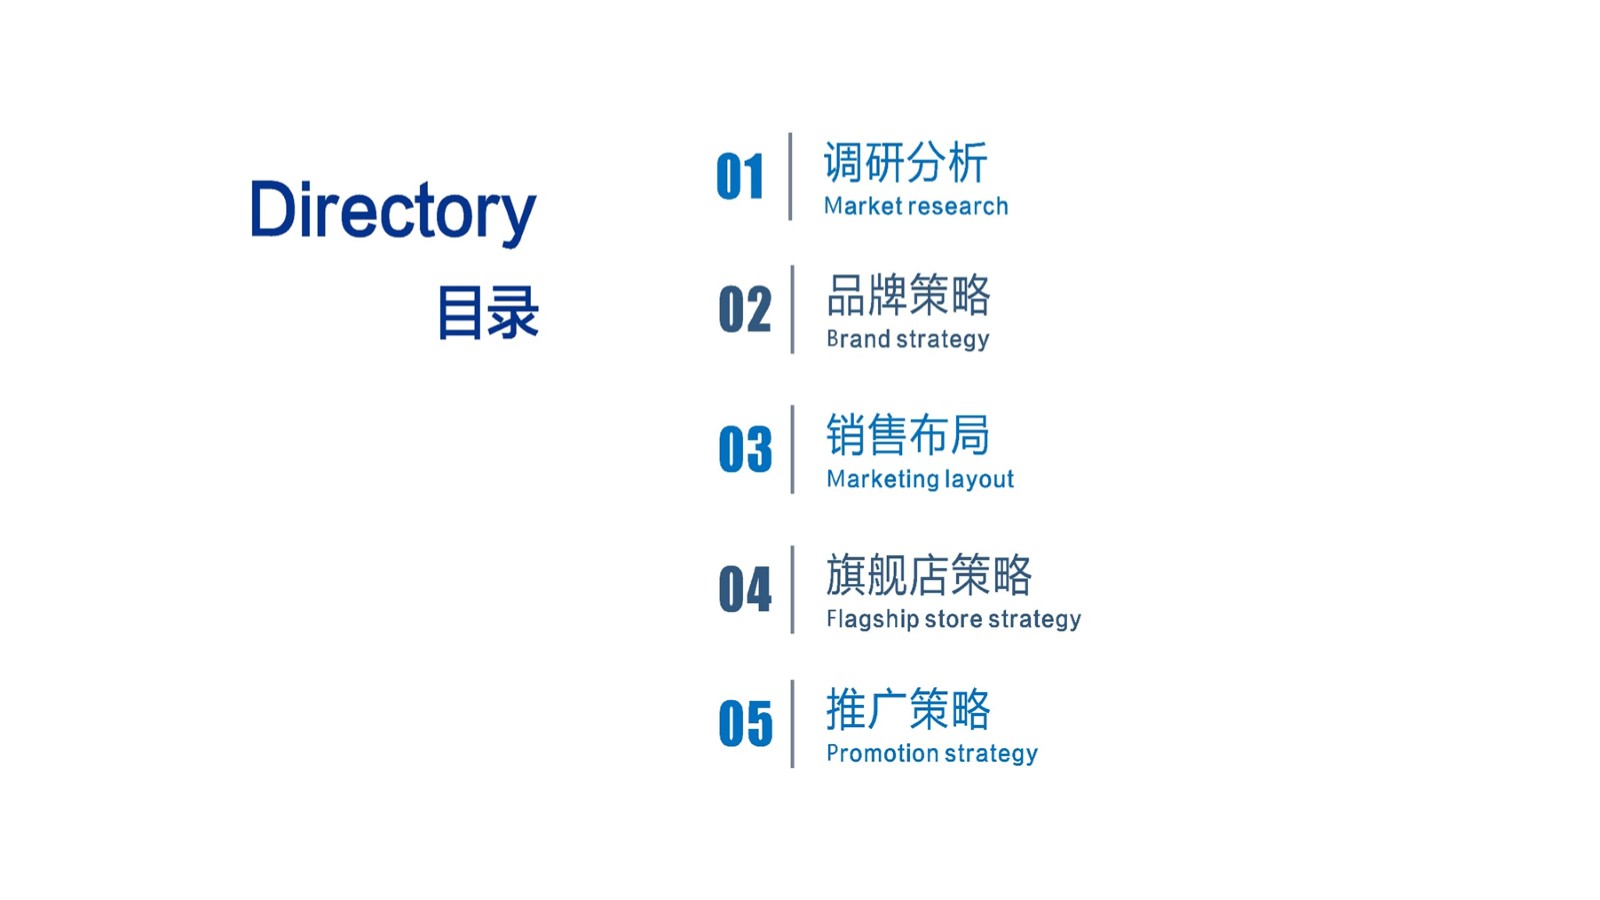 Directory
目录
01
调研分析
Market research
02
品牌策略
Brand strategy
03
销售布局
Marketing layout
04
旗舰店策略
Flagship store strategy
05
推广策略
Promotion strategy